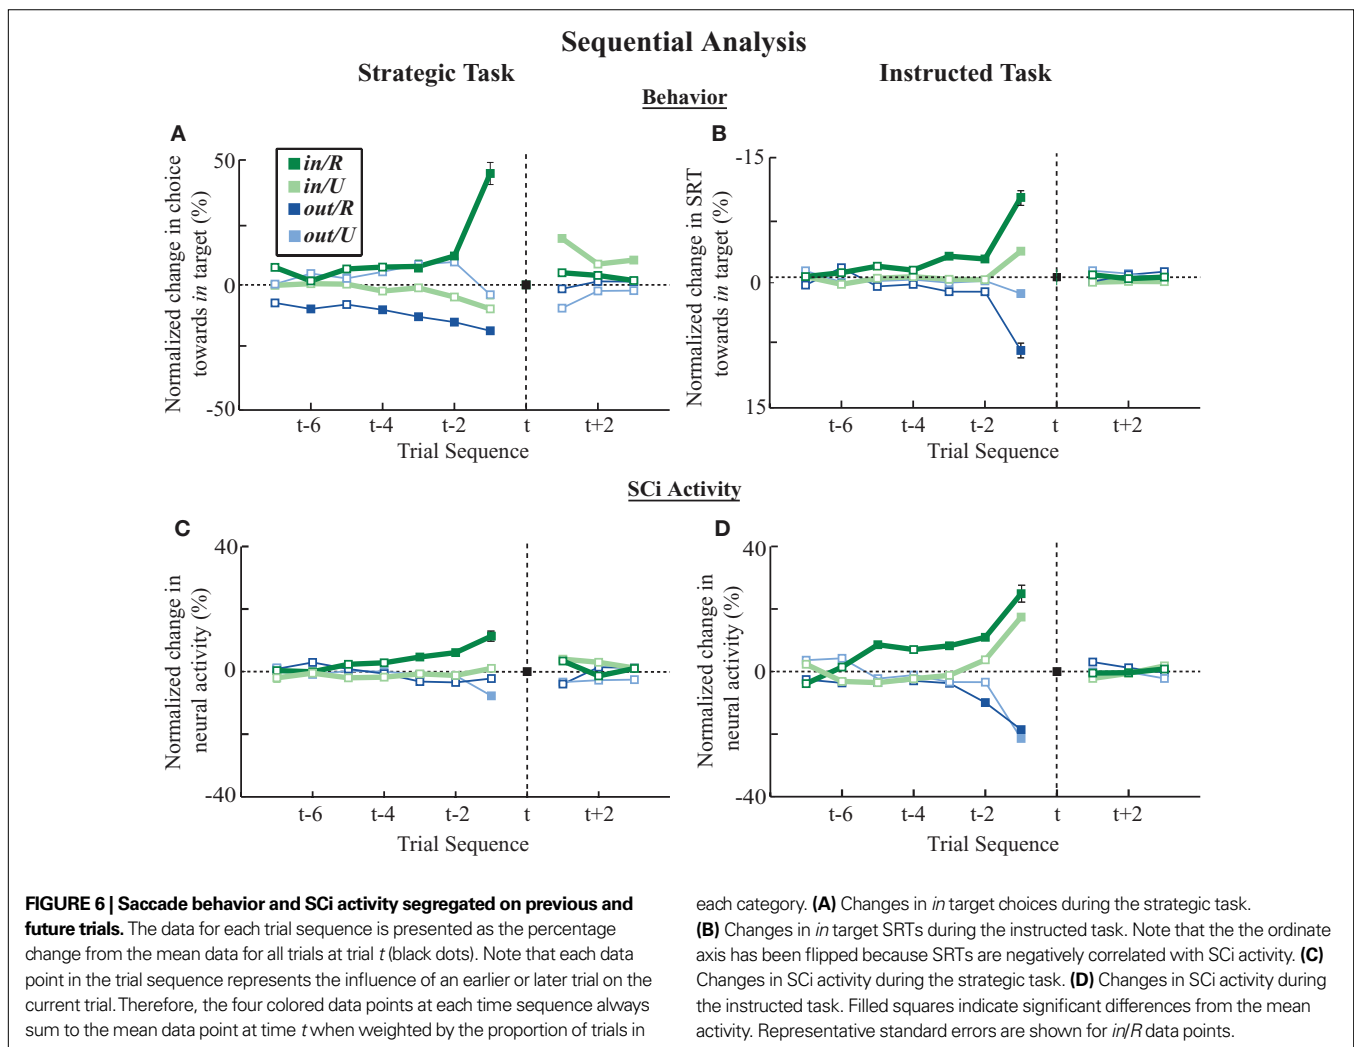 Sequential Analysis
Strategic Task
Instructed Task
Behavior
A
Normalized change in choice
towards in target (%)
50
0
-50
in/R
in/U
out/R
out/U
t-6 t-4 t-2 t t+2
Trial Sequence
B
Normalized change in SRT
towards in target (%)
-15
0
15
t-6 t-4 t-2 t t+2
Trial Sequence
SCi Activity
C
Normalized change in
neural activity (%)
40
0
-40
t-6 t-4 t-2 t t+2
Trial Sequence
D
Normalized change in
neural activity (%)
40
0
-40
t-6 t-4 t-2 t t+2
Trial Sequence
FIGURE 6 | Saccade behavior and SCi activity segregated on previous and
future trials. The data for each trial sequence is presented as the percentage
change from the mean data for all trials at trial t (black dots). Note that each data
point in the trial sequence represents the influence of an earlier or later trial on the
current trial. Therefore, the four colored data points at each time sequence always
sum to the mean data point at time t when weighted by the proportion of trials in
each category. (A) Changes in in target choices during the strategic task.
(B) Changes in in target SRTs during the instructed task. Note that the the ordinate
axis has been flipped because SRTs are negatively correlated with SCi activity. (C)
Changes in SCi activity during the strategic task. (D) Changes in SCi activity during
the instructed task. Filled squares indicate significant differences from the mean
activity. Representative standard errors are shown for in/R data points.